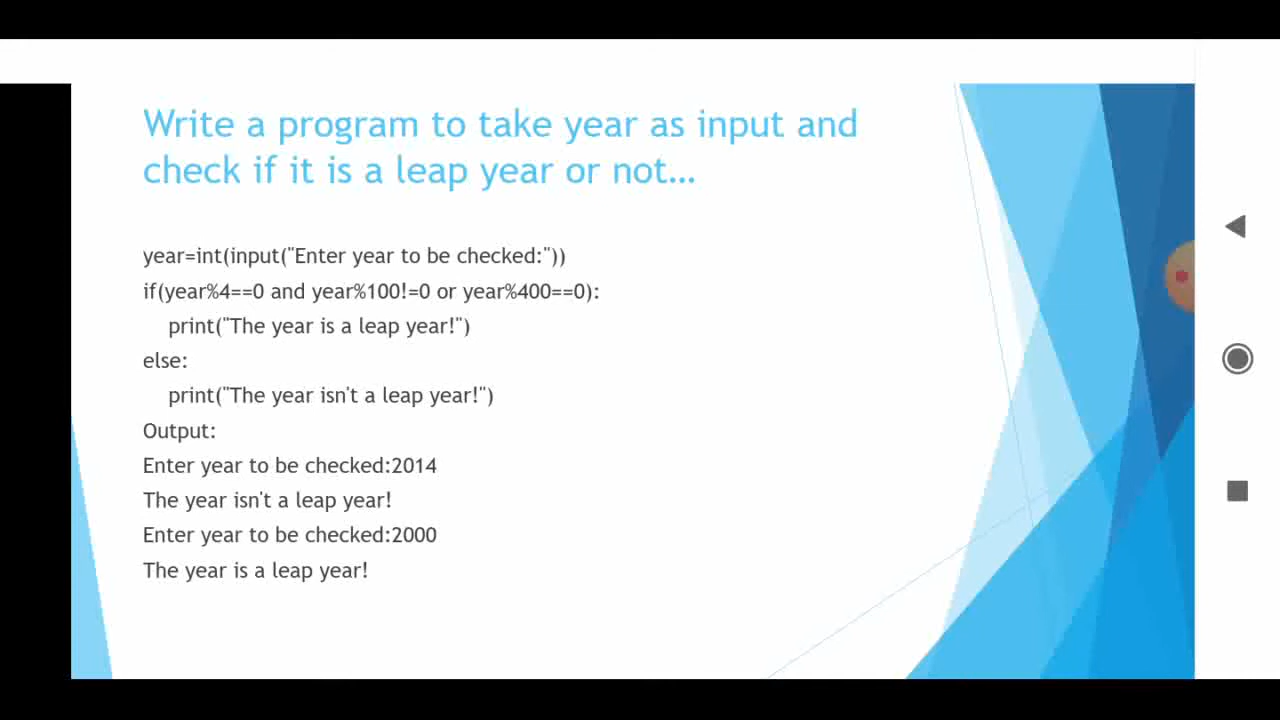 Write a program to take year as input and
check if it is a leap year or not...
year=int(input("Enter year to be checked:"))
if(year%4==0 and year%100!=0 or year%400==0):
    print("The year is a leap year!")
else:
    print("The year isn't a leap year!")
Output:
Enter year to be checked:2014
The year isn't a leap year!
Enter year to be checked:2000
The year is a leap year!